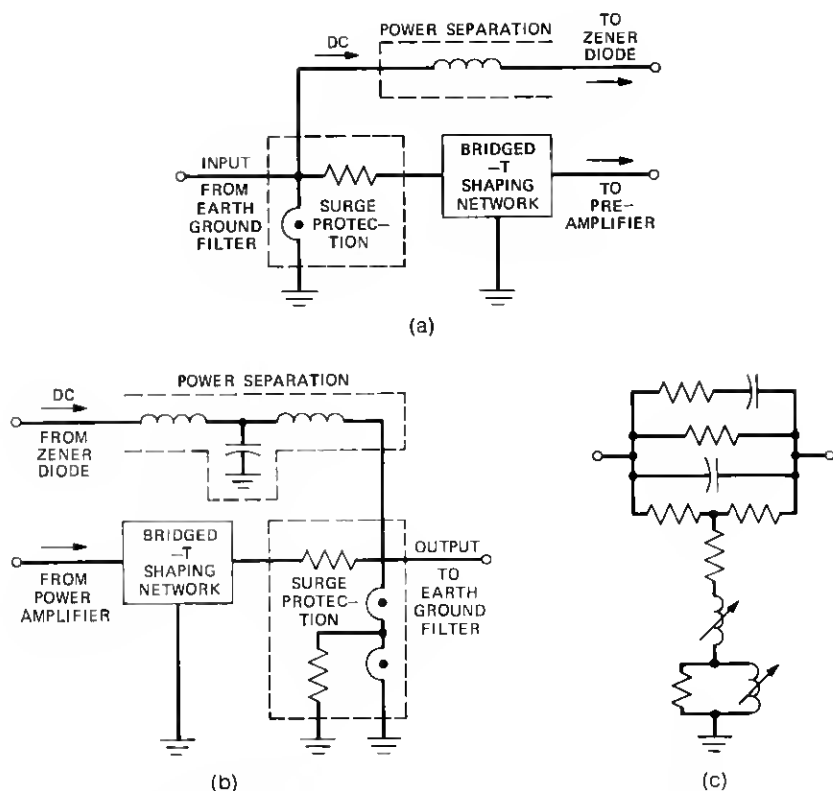 DC
POWER SEPARATION
TO
ZENER
DIODE
INPUT
FROM EARTH
GROUND
FILTER
SURGE
PROTEC–
TION
BRIDGED
–T
SHAPING
NETWORK
TO
PRE–
AMPLIFIER
(a)
POWER SEPARATION
DC
FROM
ZENER
DIODE
FROM
POWER
AMPLIFIER
BRIDGED
–T
SHAPING
NETWORK
SURGE
PROTEC–
TION
OUTPUT
TO
EARTH
GROUND
FILTER
(b)
(c)